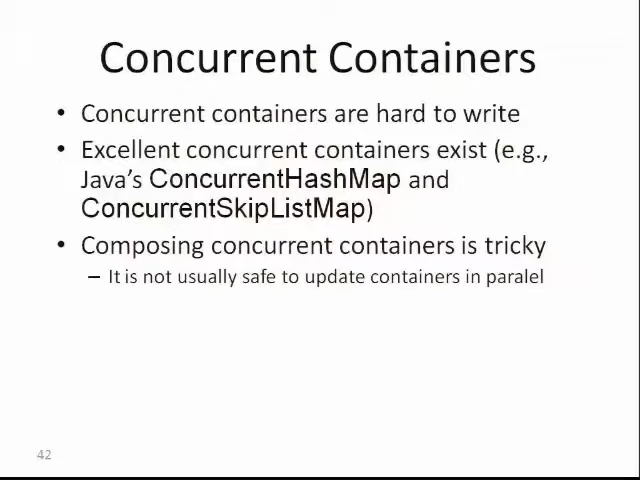 Concurrent Containers
• Concurrent containers are hard to write
• Excellent concurrent containers exist (e.g.,
Java’s ConcurrentHashMap and
ConcurrentSkipListMap)
• Composing concurrent containers is tricky
– It is not usually safe to update containers in paralel
42